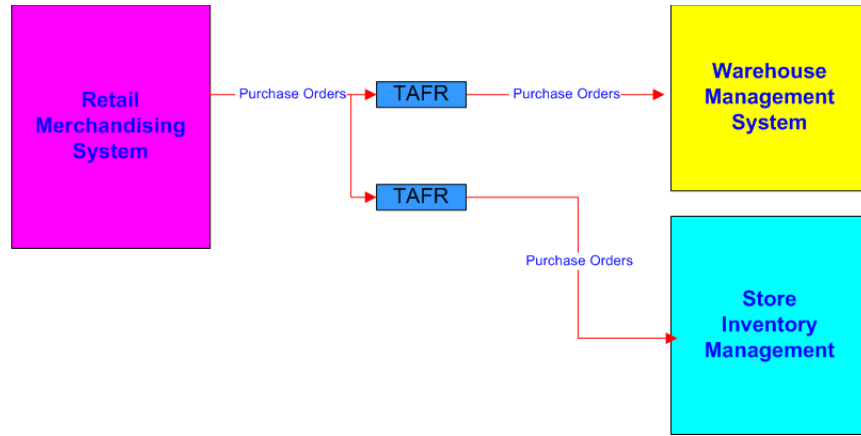 Retail
Merchandising
System
Purchase Orders
TAFR
Purchase Orders
Warehouse
Management
System
TAFR
Purchase Orders
Store
Inventory
Management